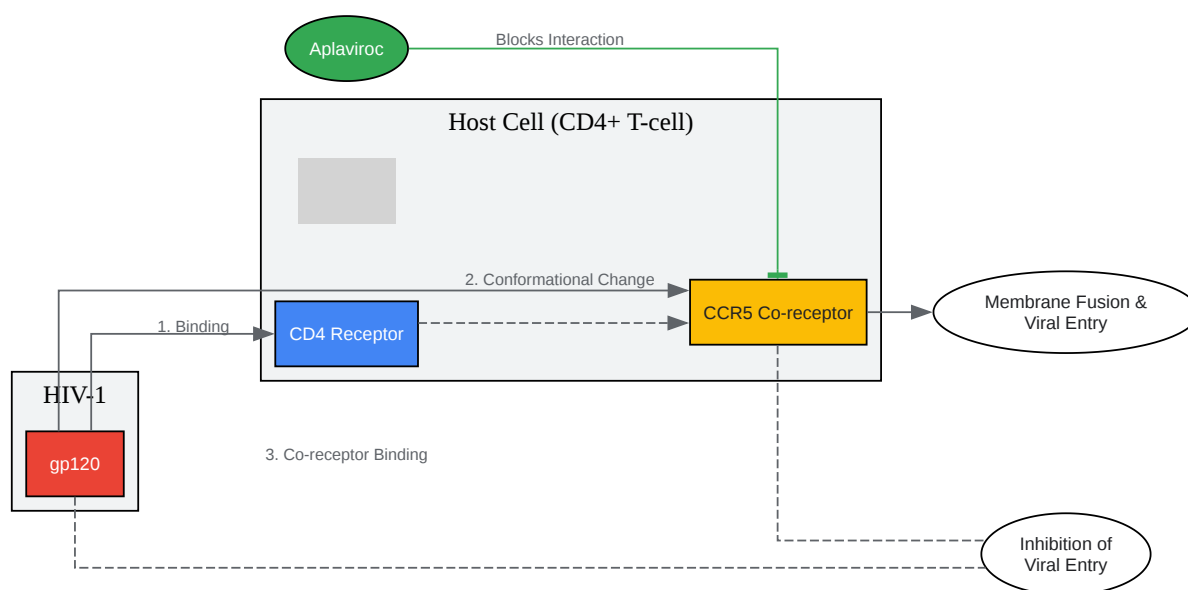 Aplaviroc
Blocks Interaction
Host Cell (CD4+ T-cell)
2. Conformational Change
1. Binding
CD4 Receptor
CCR5 Co-receptor
Membrane Fusion &
Viral Entry
HIV-1
gp120
3. Co-receptor Binding
Inhibition of
Viral Entry